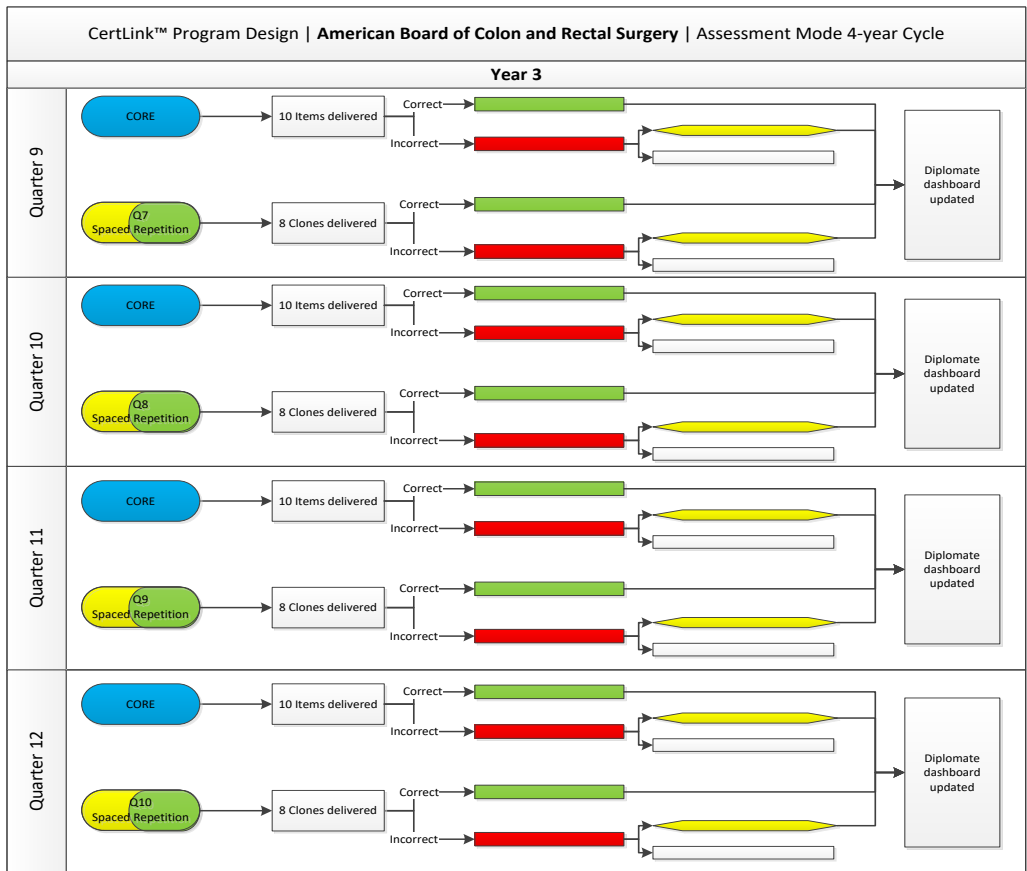 CertLink™ Program Design | American Board of Colon and Rectal Surgery | Assessment Mode 4-year Cycle
Year 3
Quarter 9
CORE
10 Items delivered
Correct
Incorrect
Q7
Spaced Repetition
8 Clones delivered
Correct
Incorrect
Diplomate
dashboard
updated
Quarter 10
CORE
10 Items delivered
Correct
Incorrect
Q8
Spaced Repetition
8 Clones delivered
Correct
Incorrect
Diplomate
dashboard
updated
Quarter 11
CORE
10 Items delivered
Correct
Incorrect
Q9
Spaced Repetition
8 Clones delivered
Correct
Incorrect
Diplomate
dashboard
updated
Quarter 12
CORE
10 Items delivered
Correct
Incorrect
Q10
Spaced Repetition
8 Clones delivered
Correct
Incorrect
Diplomate
dashboard
updated